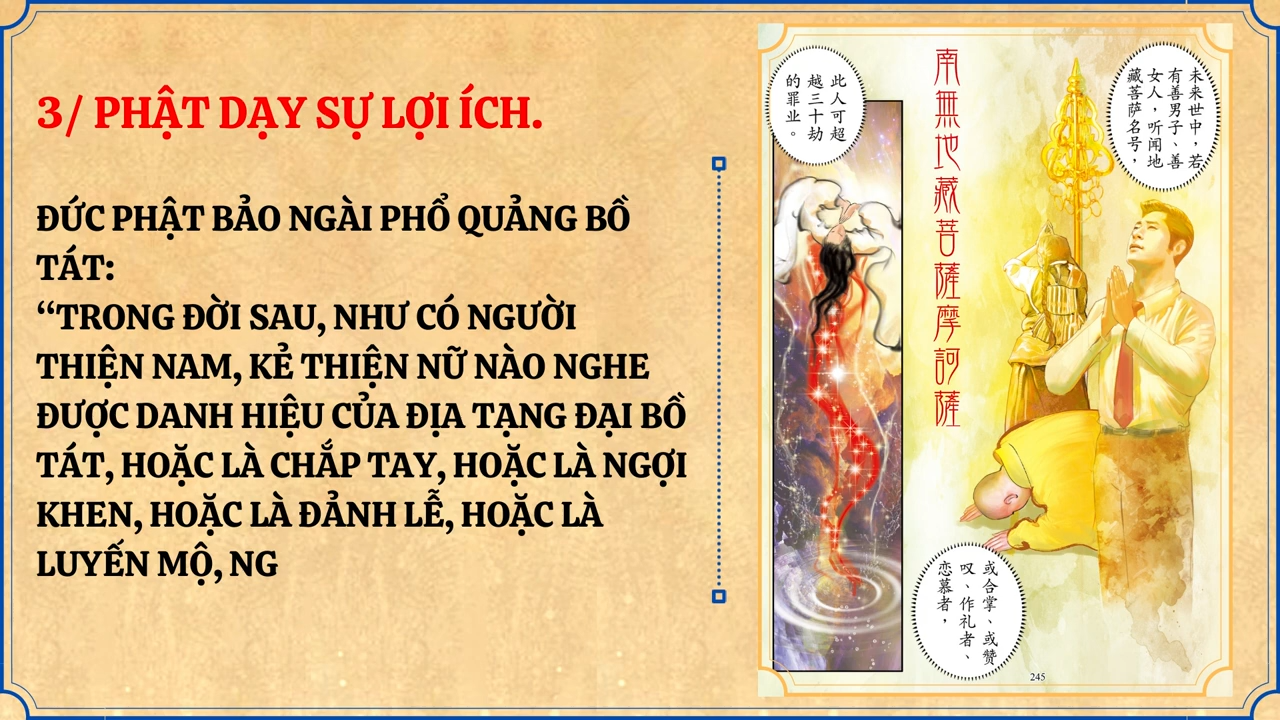 3/ PHẬT DẠY SỰ LỢI ÍCH.
ĐỨC PHẬT BẢO NGÀI PHỔ QUẢNG BỒ
TÁT:
“TRONG ĐỜI SAU, NHƯ CÓ NGƯỜI
THIỆN NAM, KẺ THIỆN NỮ NÀO NGHE
ĐƯỢC DANH HIỆU CỦA ĐỊA TẠNG ĐẠI BỒ
TÁT, HOẶC LÀ CHẮP TAY, HOẶC LÀ NGỢI
KHEN, HOẶC LÀ ĐẢNH LỄ, HOẶC LÀ
LUYẾN MỘ, NG
未来世中，若
有善男子、善
女人，听闻地
藏菩萨名号，
南無地藏菩薩摩訶薩
或合掌、或赞
叹、作礼者、
恋慕者，
此人可超
越三十劫
的罪业。
245